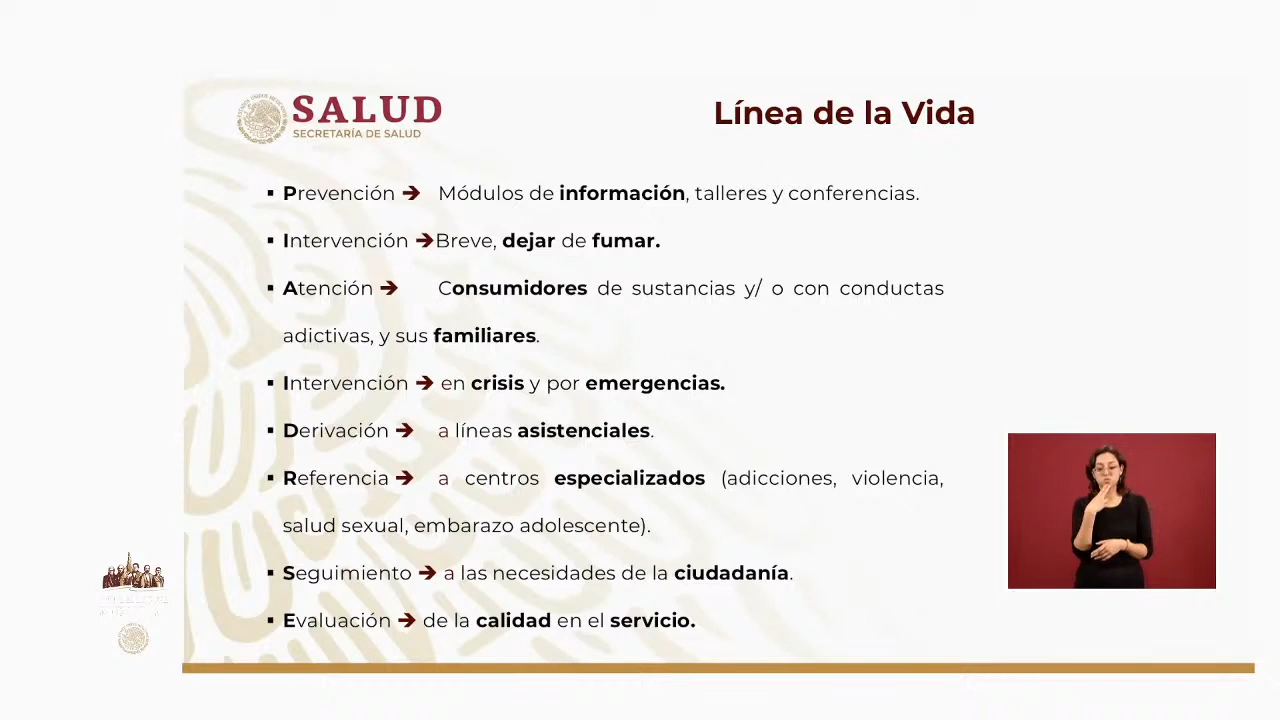 SALUD
SECRETARÍA DE SALUD
Línea de la Vida
▪ Prevención ➔ Módulos de información, talleres y conferencias.
▪ Intervención ➔Breve, dejar de fumar.
▪ Atención ➔ Consumidores de sustancias y/ o con conductas
adictivas, y sus familiares.
▪ Intervención ➔ en crisis y por emergencias.
▪ Derivación ➔ a líneas asistenciales.
▪ Referencia ➔ a centros especializados (adicciones, violencia,
salud sexual, embarazo adolescente).
▪ Seguimiento ➔ a las necesidades de la ciudadanía.
▪ Evaluación ➔ de la calidad en el servicio.